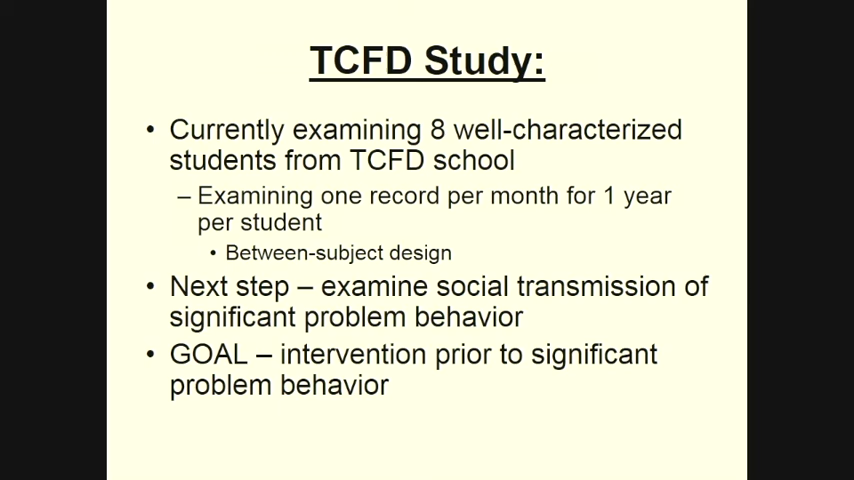 TCFD Study:
• Currently examining 8 well-characterized
students from TCFD school
– Examining one record per month for 1 year
per student
• Between-subject design
• Next step – examine social transmission of
significant problem behavior
• GOAL – intervention prior to significant
problem behavior